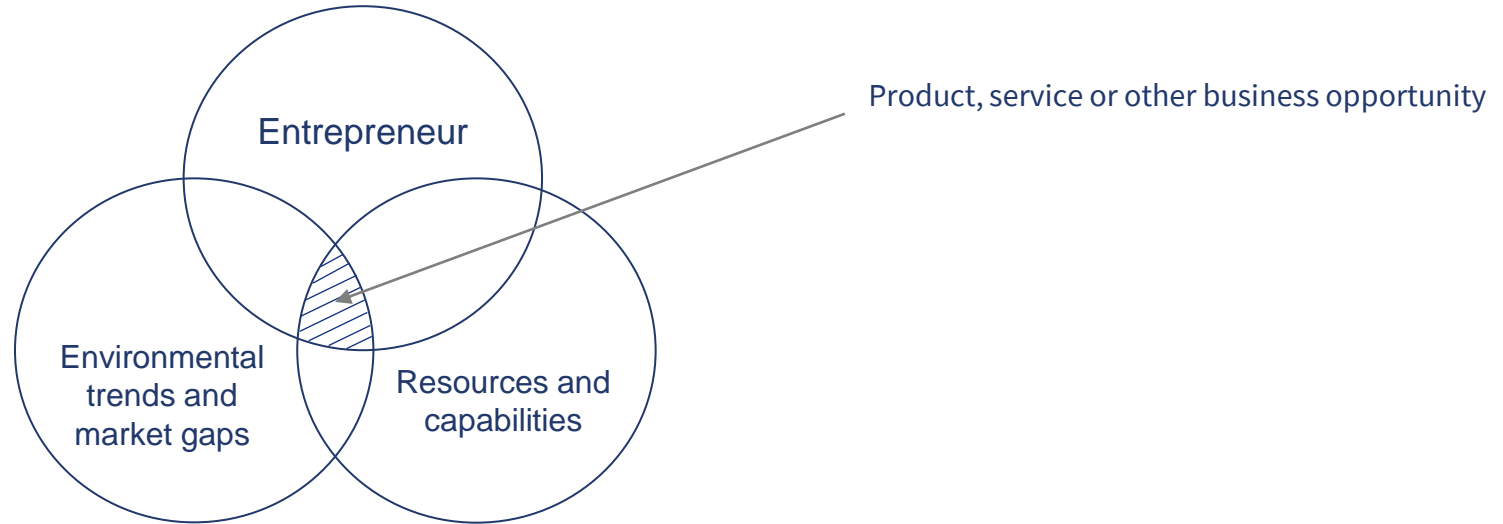 Product, service or other business opportunity
Entrepreneur
Environmental
trends and
market gaps
Resources and
capabilities